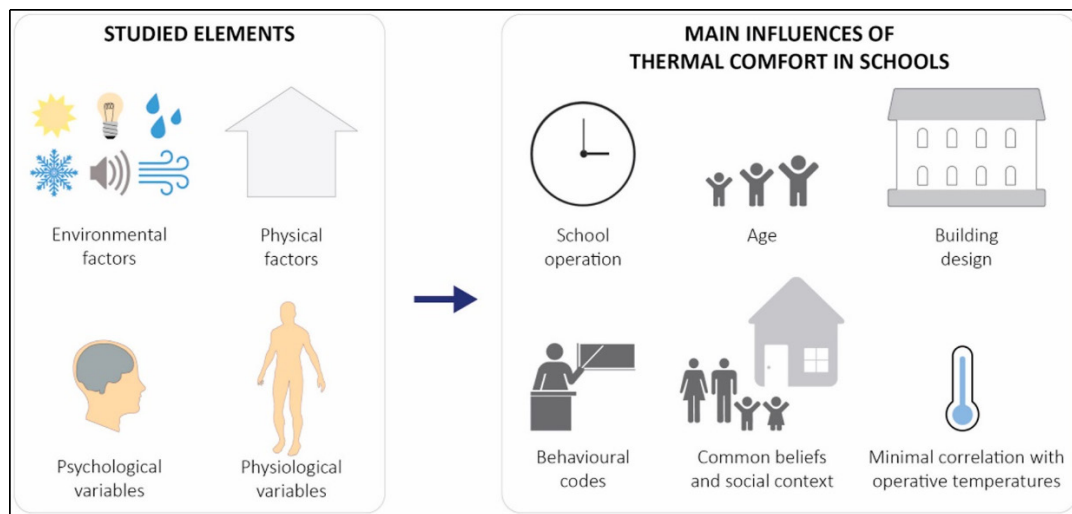 STUDIED ELEMENTS
Environmental
factors
Physical
factors
Psychological
variables
Physiological
variables
MAIN INFLUENCES OF
THERMAL COMFORT IN SCHOOLS
School
operation
Age
Building
design
Behavioural
codes
Common beliefs
and social context
Minimal correlation with
operative temperatures